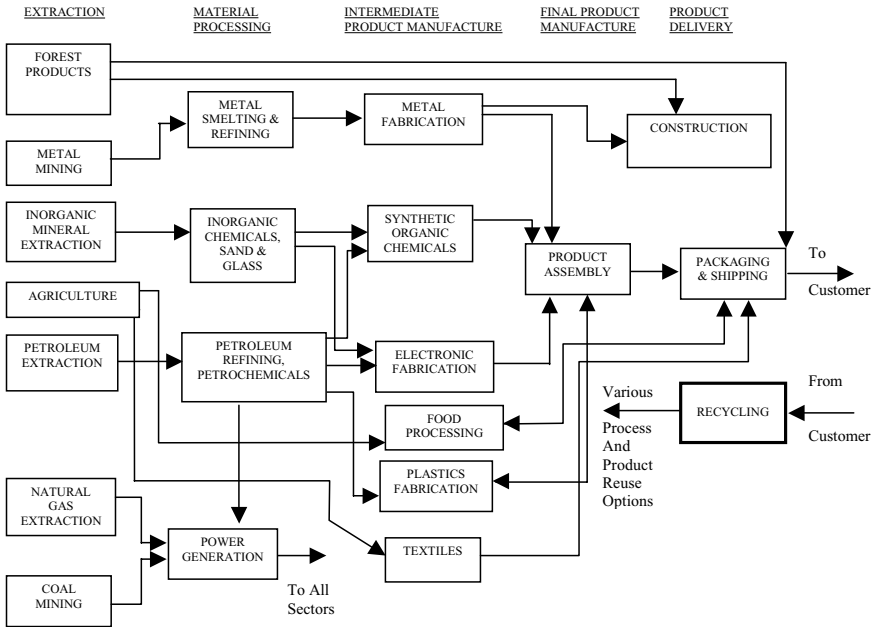 EXTRACTION
MATERIAL
PROCESSING
INTERMEDIATE
PRODUCT MANUFACTURE
FINAL PRODUCT
MANUFACTURE
PRODUCT
DELIVERY
FOREST
PRODUCTS
METAL
SMELTING &
REFINING
METAL
FABRICATION
CONSTRUCTION
METAL
MINING
INORGANIC
MINERAL
EXTRACTION
INORGANIC
CHEMICALS,
SAND &
GLASS
SYNTHETIC
ORGANIC
CHEMICALS
PRODUCT
ASSEMBLY
PACKAGING
& SHIPPING
To
Customer
AGRICULTURE
PETROLEUM
EXTRACTION
PETROLEUM
REFINING,
PETROCHEMICALS
ELECTRONIC
FABRICATION
FOOD
PROCESSING
PLASTICS
FABRICATION
Various
Process
And
Product
Reuse
Options
RECYCLING
From
Customer
NATURAL
GAS
EXTRACTION
POWER
GENERATION
TEXTILES
To All
Sectors
COAL
MINING